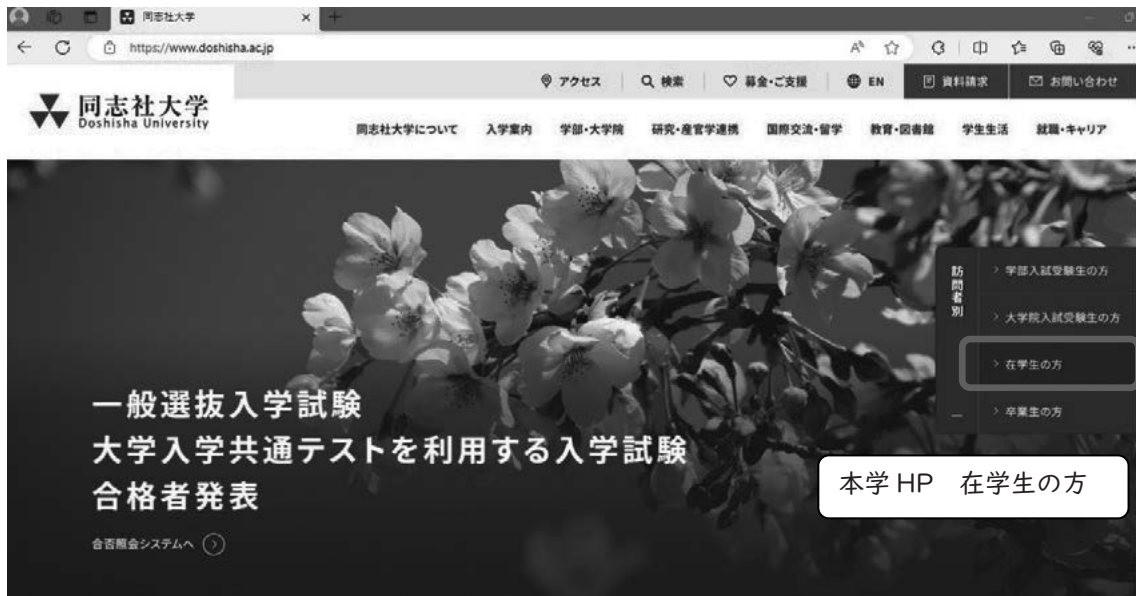 同志社大学
https://www.doshisha.ac.jp
アクセス 検索 募金・ご支援 EN 資料請求 お問い合わせ
同志社大学
Doshisha University
同志社大学について 入学案内 学部・大学院 研究・産官学連携 国際交流・留学 教育・図書館 学生生活 就職・キャリア
訪問者別
学部入試受験生の方
大学院入試受験生の方
在学生の方
卒業生の方
一般選抜入学試験
大学入学共通テストを利用する入学試験
合格者発表
合否照会システムへ
本学 HP 在学生の方